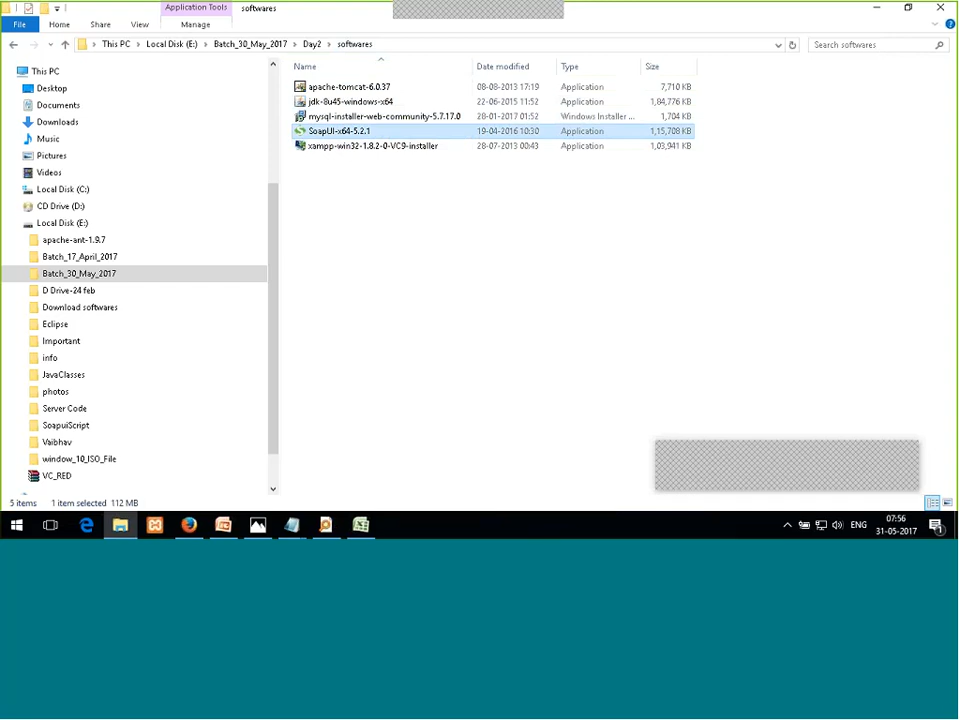 Application Tools softwares
File Home Share View Manage
This PC Local Disk (E:) Batch_30_May_2017 Day2 softwares Search softwares
This PC
Desktop
Documents
Downloads
Music
Pictures
Videos
Local Disk (C:)
CD Drive (D:)
Local Disk (E:)
apache-ant-1.9.7
Batch_17_April_2017
Batch_30_May_2017
D Drive-24 feb
Download softwares
Eclipse
Important
info
JavaClasses
photos
Server Code
SoapuiScript
Vaibhav
window_10_ISO_File
VC_RED
Name Date modified Type Size
apache-tomcat-6.0.37 08-08-2013 17:19 Application 7,710 KB
jdk-8u45-windows-x64 22-06-2015 11:52 Application 1,84,776 KB
mysql-installer-web-community-5.7.17.0 28-01-2017 01:52 Windows Installer ... 1,704 KB
SoapUI-x64-5.2.1 19-04-2016 10:30 Application 1,15,708 KB
xampp-win32-1.8.2-0-VC9-installer 28-07-2013 00:43 Application 1,03,941 KB
5 items 1 item selected 112 MB
ENG 07:56
31-05-2017
1